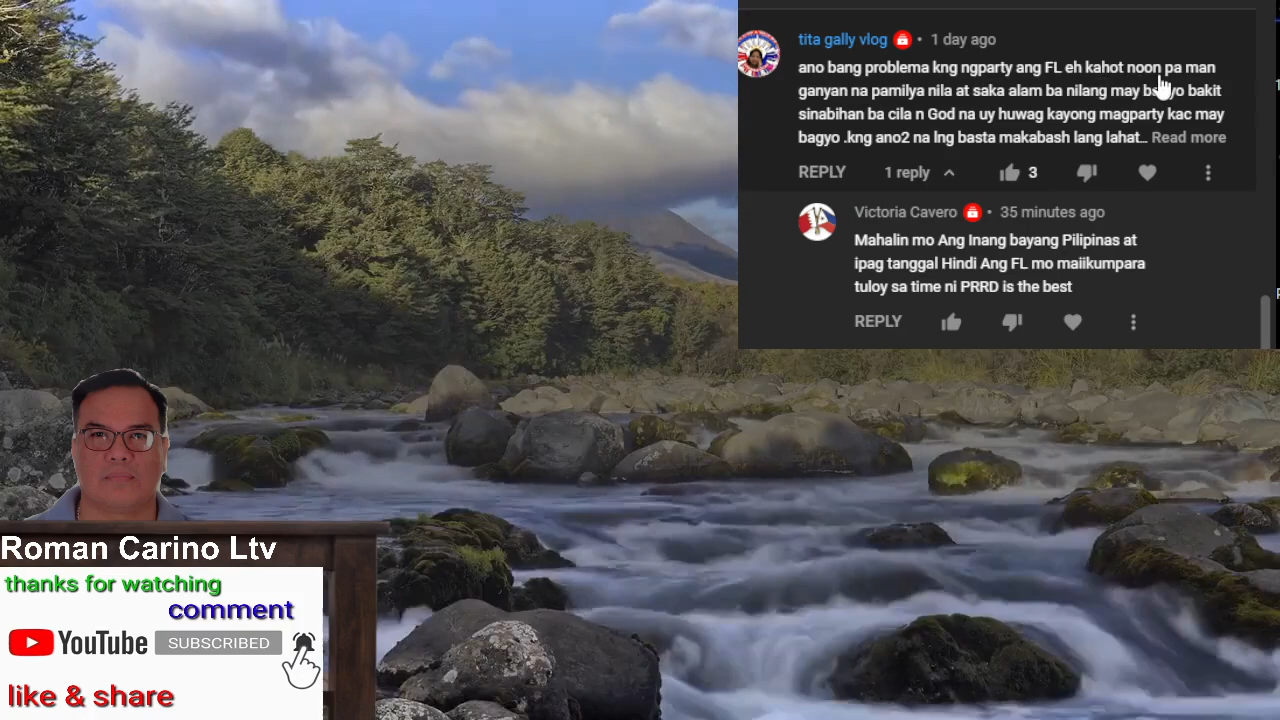 tita gally vlog • 1 day ago
ano bang problema kng ngparty ang FL eh kahot noon pa man
ganyan na pamilya nila at saka alam ba nilang may bagyo bakit
sinabihan ba cila n God na uy huwag kayong magparty kac may
bagyo .kng ano2 na lng basta makabash lang lahat... Read more
REPLY 1 reply 3
Victoria Cavero • 35 minutes ago
Mahalin mo Ang Inang bayang Pilipinas at
ipag tanggal Hindi Ang FL mo maiikumpara
tuloy sa time ni PRRD is the best
REPLY
Roman Carino Ltv
thanks for watching
comment
YouTube SUBSCRIBED
like & share